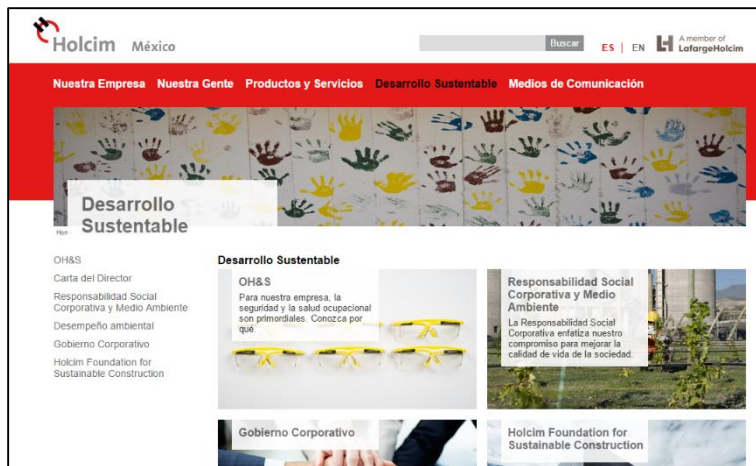 Holcim México
Buscar
ES | EN
A member of
LafargeHolcim
Nuestra Empresa Nuestra Gente Productos y Servicios Desarrollo Sustentable Medios de Comunicación
Desarrollo
Sustentable
OH&S
Carta del Director
Responsabilidad Social
Corporativa y Medio Ambiente
Desempeño ambiental
Gobierno Corporativo
Holcim Foundation for
Sustainable Construction
Desarrollo Sustentable
OH&S
Para nuestra empresa, la
seguridad y la salud ocupacional
son primordiales. Conozca por
qué.
Responsabilidad Social
Corporativa y Medio
Ambiente
La Responsabilidad Social
Corporativa enfatiza nuestro
compromiso para mejorar la
calidad de vida de la sociedad.
Gobierno Corporativo
Holcim Foundation for
Sustainable Construction